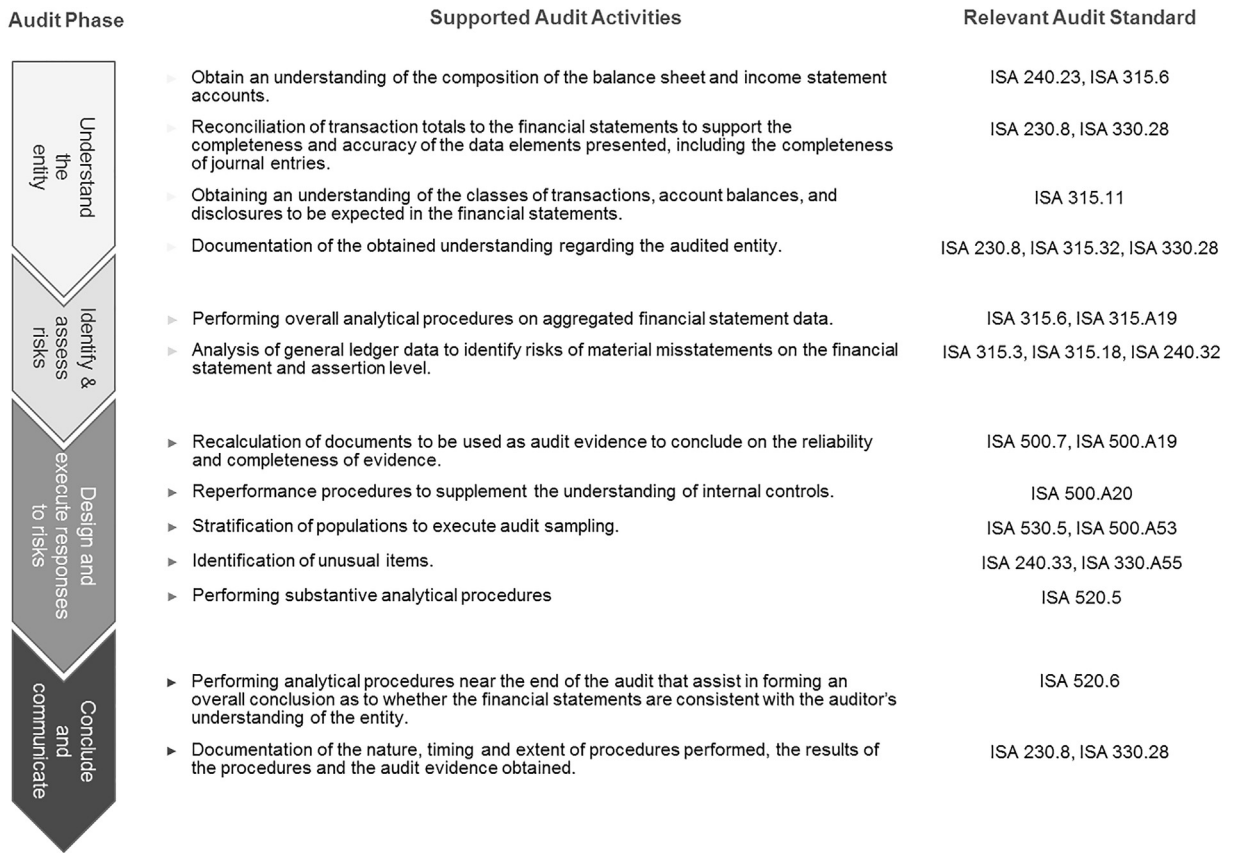 Audit Phase
Supported Audit Activities
Relevant Audit Standard
Understand
the
entity
Obtain an understanding of the composition of the balance sheet and income statement
accounts.
ISA 240.23, ISA 315.6
Reconciliation of transaction totals to the financial statements to support the
completeness and accuracy of the data elements presented, including the completeness
of journal entries.
ISA 230.8, ISA 330.28
Obtaining an understanding of the classes of transactions, account balances, and
disclosures to be expected in the financial statements.
ISA 315.11
Documentation of the obtained understanding regarding the audited entity.
ISA 230.8, ISA 315.32, ISA 330.28
Identify &
assess
risks
Performing overall analytical procedures on aggregated financial statement data.
ISA 315.6, ISA 315.A19
Analysis of general ledger data to identify risks of material misstatements on the financial
statement and assertion level.
ISA 315.3, ISA 315.18, ISA 240.32
Design and
execute responses
to risks
Recalculation of documents to be used as audit evidence to conclude on the reliability
and completeness of evidence.
ISA 500.7, ISA 500.A19
Reperformance procedures to supplement the understanding of internal controls.
ISA 500.A20
Stratification of populations to execute audit sampling.
ISA 530.5, ISA 500.A53
Identification of unusual items.
ISA 240.33, ISA 330.A55
Performing substantive analytical procedures
ISA 520.5
Conclude
and
communicate
Performing analytical procedures near the end of the audit that assist in forming an
overall conclusion as to whether the financial statements are consistent with the auditor's
understanding of the entity.
ISA 520.6
Documentation of the nature, timing and extent of procedures performed, the results of
the procedures and the audit evidence obtained.
ISA 230.8, ISA 330.28